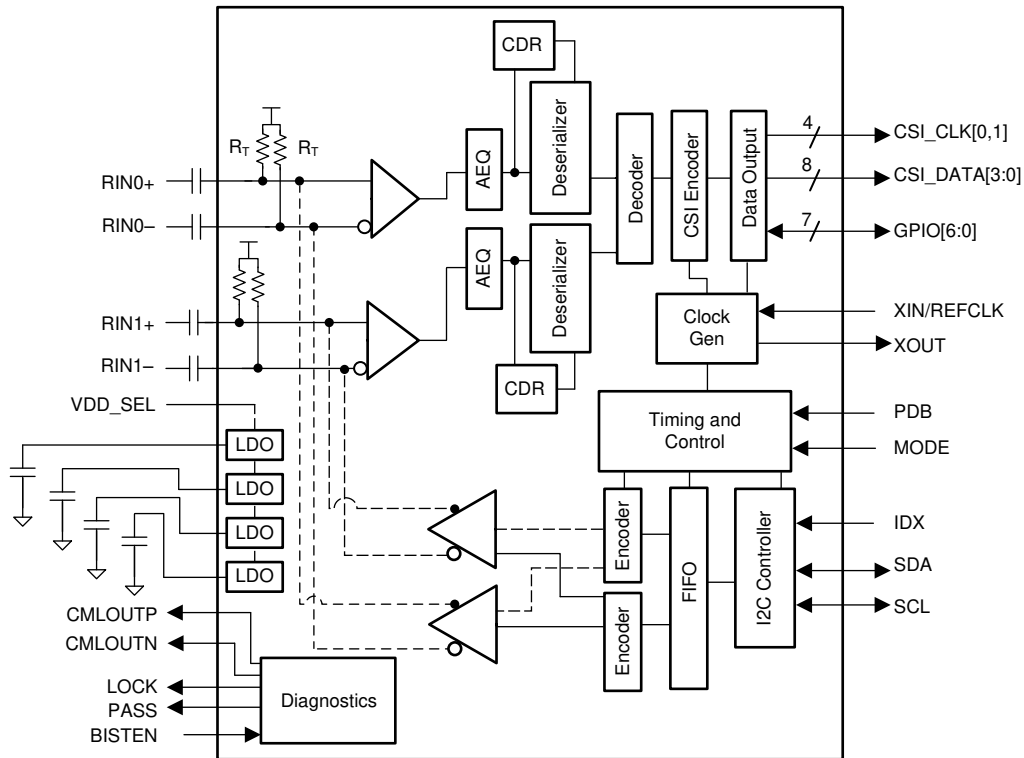 CDR
Deserializer
AEQ
RT
RT
RIN0+
RIN0−
Decoder
CSI Encoder
Data Output
4
CSI_CLK[0,1]
8
CSI_DATA[3:0]
7
GPIO[6:0]
AEQ
Deserializer
CDR
RIN1+
RIN1−
Clock
Gen
XIN/REFCLK
XOUT
VDD_SEL
LDO
LDO
LDO
LDO
Timing and
Control
PDB
MODE
Encoder
Encoder
FIFO
I2C Controller
IDX
SDA
SCL
CMLOUTP
CMLOUTN
LOCK
PASS
BISTEN
Diagnostics